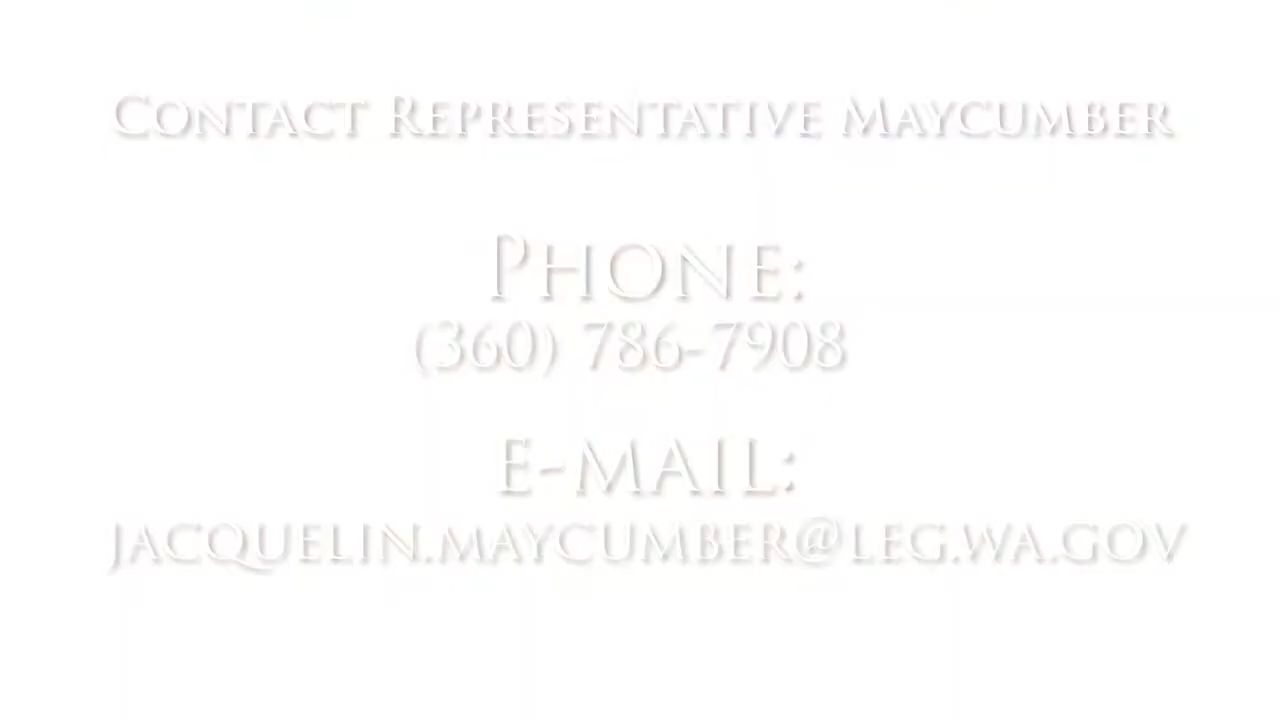 Contact Representative Maycumber
Phone:
(360) 786-7908
E-mail:
jacquelin.maycumber@leg.wa.gov